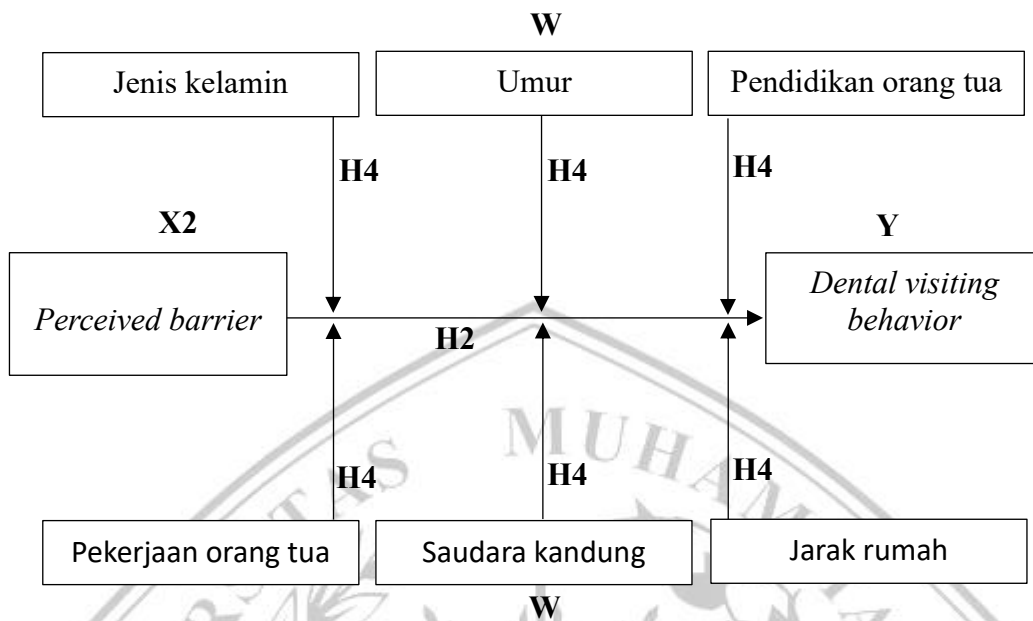 W
Jenis kelamin
Umur
Pendidikan orang tua
H4
H4
H4
X2
Y
Perceived barrier
Dental visiting
behavior
H2
H4
H4
H4
Pekerjaan orang tua
Saudara kandung
Jarak rumah
W